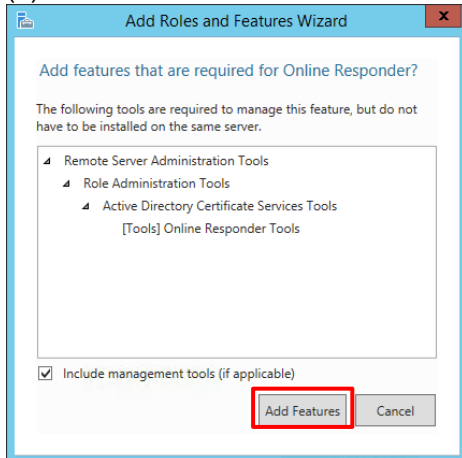 Add Roles and Features Wizard
x
Add features that are required for Online Responder?
The following tools are required to manage this feature, but do not
have to be installed on the same server.
Remote Server Administration Tools
Role Administration Tools
Active Directory Certificate Services Tools
[Tools] Online Responder Tools
Include management tools (if applicable)
Add Features
Cancel